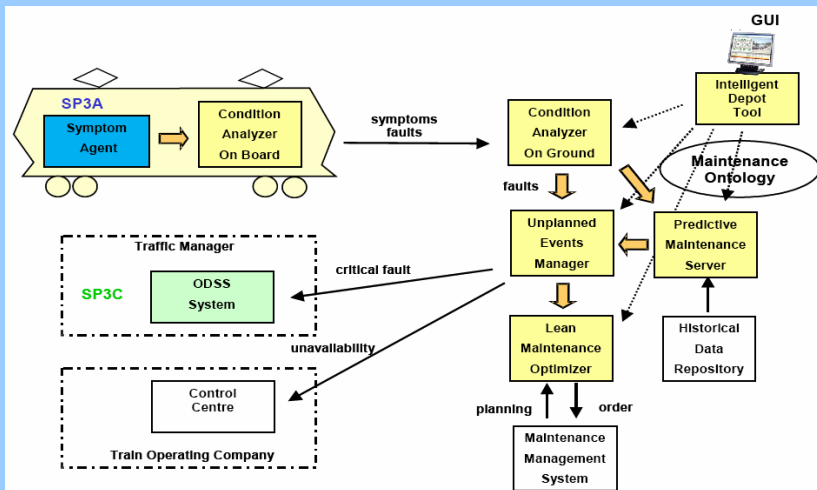 GUI
Intelligent
Depot
Tool
SP3A
Symptom
Agent
Condition
Analyzer
On Board
symptoms
faults
Condition
Analyzer
On Ground
Maintenance
Ontology
faults
Unplanned
Events
Manager
Predictive
Maintenance
Server
Traffic Manager
SP3C
ODSS
System
critical fault
unavailability
Lean
Maintenance
Optimizer
Historical
Data
Repository
Control
Centre
Train Operating Company
planning
order
Maintenance
Management
System